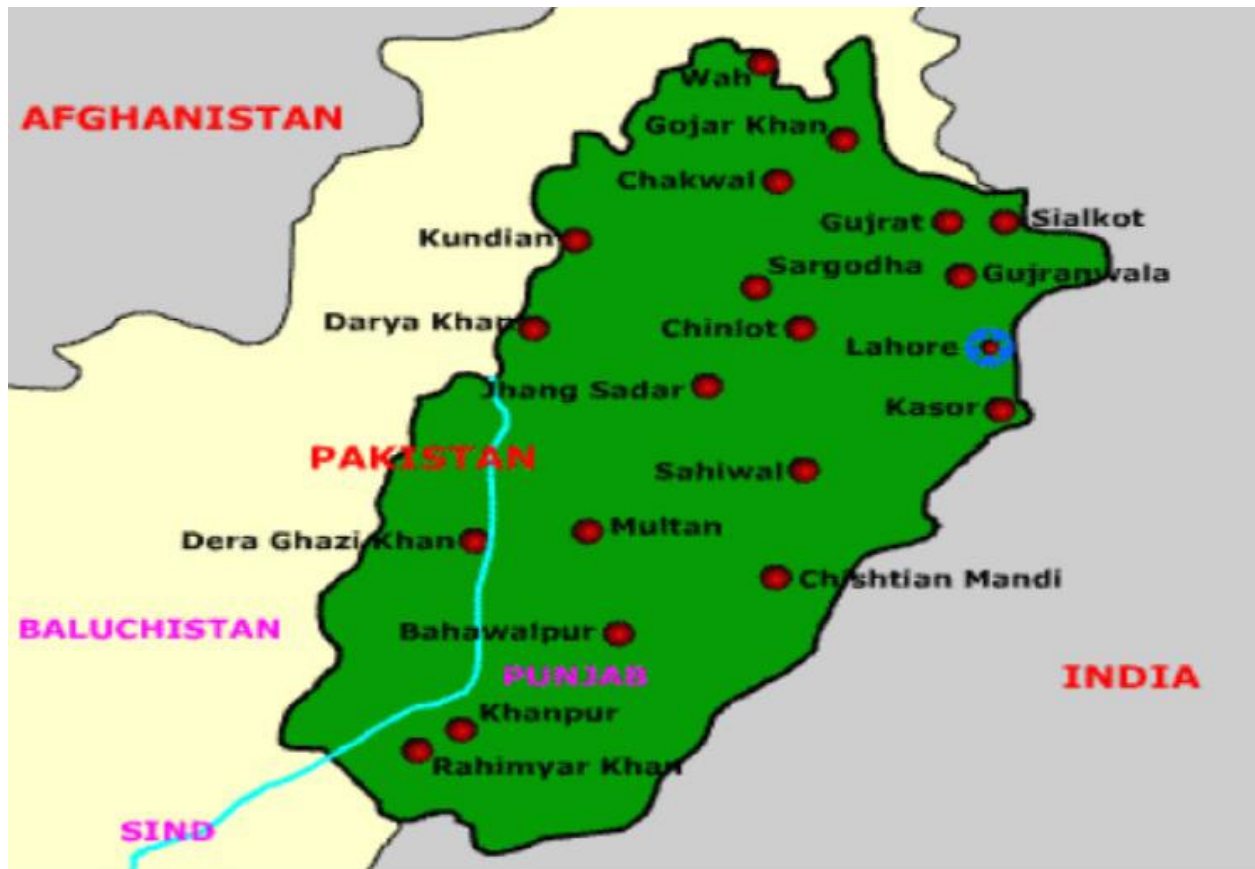 Wah
AFGHANISTAN
Gojar Khan
Chakwal
Gujrat
Sialkot
Kundian
Sargodha
Gujranwala
Darya Khan
Chinlot
Lahore
Jhang Sadar
Kasor
PAKISTAN
Sahiwal
Multan
Dera Ghazi Khan
Chishtian Mandi
BALUCHISTAN
Bahawalpur
PUNJAB
INDIA
Khanpur
Rahimyar Khan
SIND